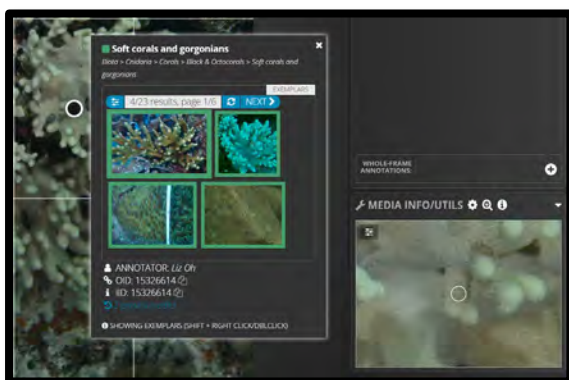 Soft corals and gorgonians
Biota > Cnidaria > Corals > Black & Octocorals > Soft corals and
gorgonians
EXEMPLARS
4/23 results, page 1/6 NEXT
ANNOTATOR: Liz Oh
OID: 15326614
IID: 15326614
SHOWING EXEMPLARS (SHIFT + RIGHT CLICK/DBLCLICK)
WHOLE-FRAME
ANNOTATIONS:
MEDIA INFO/UTILS